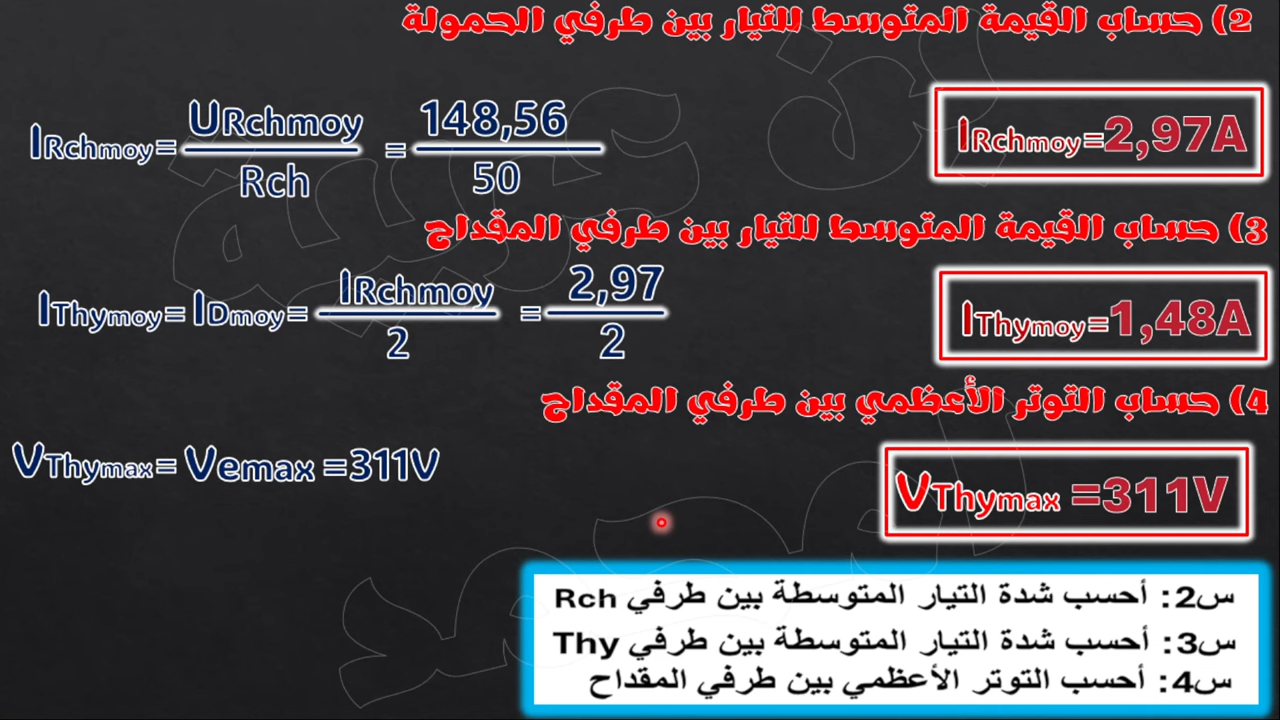 2) حساب القيمة المتوسط للتيار بين طرفي الحمولة
IRchmoy= URchmoy / Rch = 148,56 / 50
IRchmoy=2,97A
3) حساب القيمة المتوسط للتيار بين طرفي المقداح
IThymoy= IDmoy= IRchmoy / 2 = 2,97 / 2
IThymoy=1,48A
4) حساب التوتر الأعظمي بين طرفي المقداح
VThymax= Vemax =311V
VThymax =311V
س2: أحسب شدة التيار المتوسطة بين طرفي Rch
س3: أحسب شدة التيار المتوسطة بين طرفي Thy
س4: أحسب التوتر الأعظمي بين طرفي المقداح